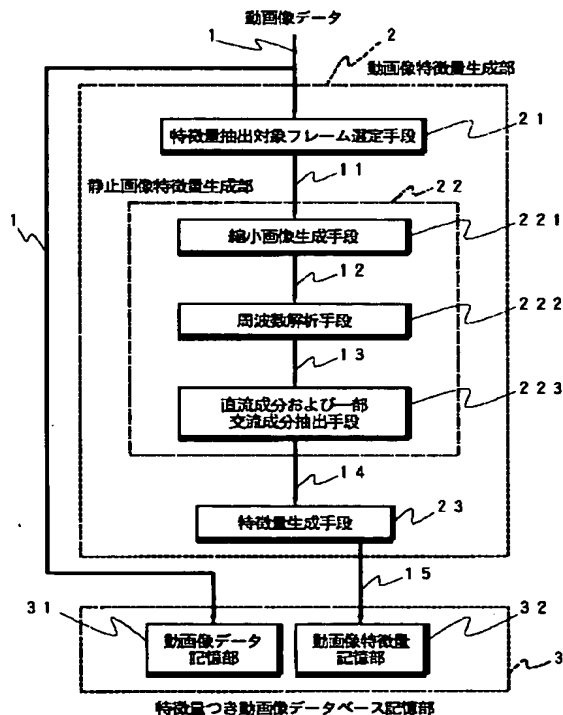 動画像データ
1
2
動画像特徴量生成部
21
特徴量抽出対象フレーム選定手段
11
静止画像特徴量生成部
22
1
221
縮小画像生成手段
12
222
周波数解析手段
13
223
直流成分および一部
交流成分抽出手段
14
23
特徴量生成手段
15
31
32
動画像データ
記憶部
動画像特徴量
記憶部
3
特徴量つき動画像データベース記憶部